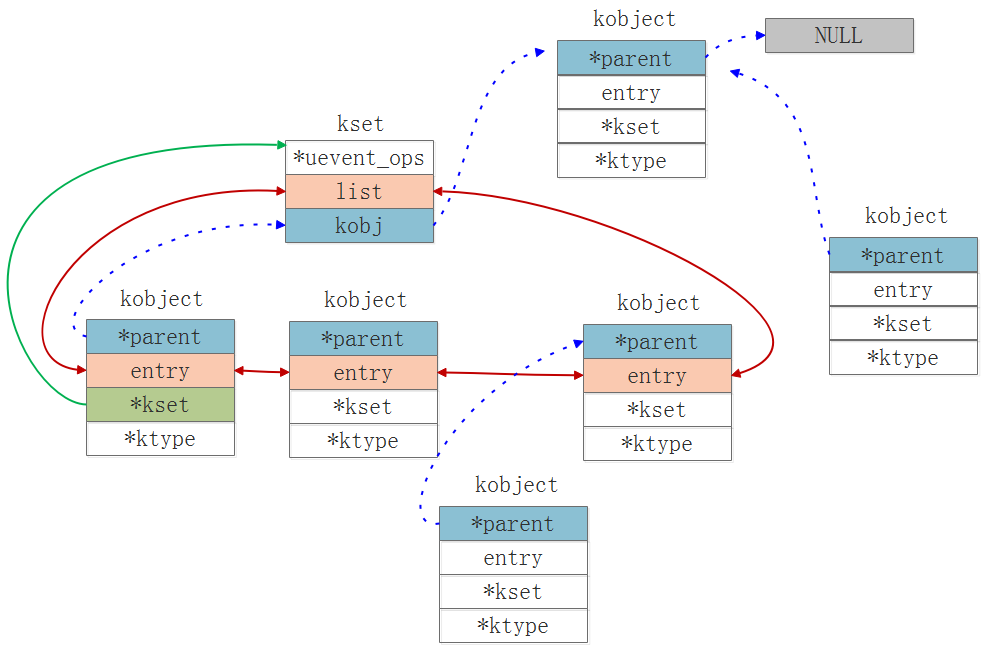 kobject
*parent
entry
*kset
*ktype
NULL
kset
*uevent_ops
list
kobj
kobject
*parent
entry
*kset
*ktype
kobject
*parent
entry
*kset
*ktype
kobject
*parent
entry
*kset
*ktype
kobject
*parent
entry
*kset
*ktype
kobject
*parent
entry
*kset
*ktype